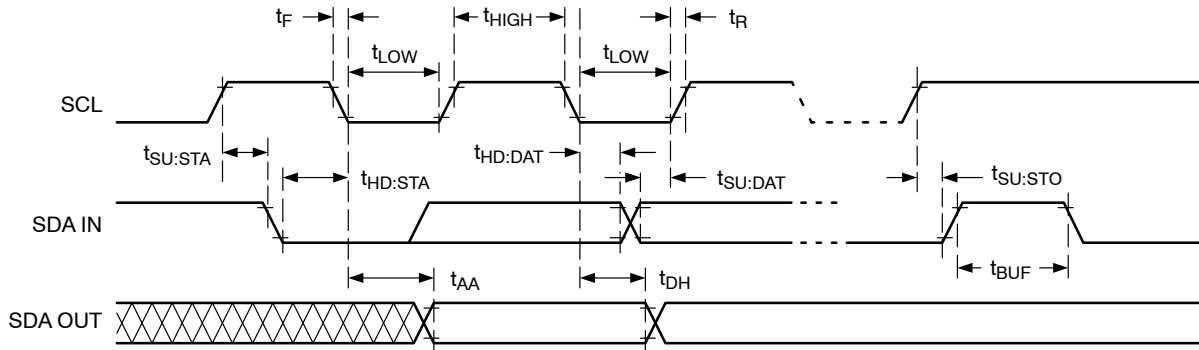 tF
tHIGH
tR
tLOW
tLOW
SCL
tSU:STA
tHD:STA
tHD:DAT
tSU:DAT
tSU:STO
SDA IN
tAA
tDH
tBUF
SDA OUT